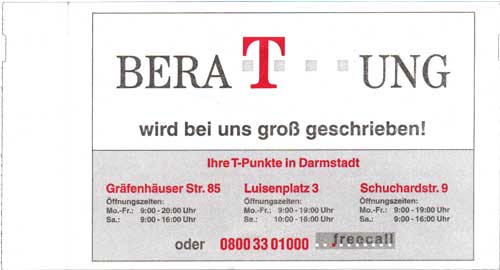 BERATUNG
wird bei uns groß geschrieben!
Ihre T-Punkte in Darmstadt
Gräfenhäuser Str. 85
Öffnungszeiten:
Mo.-Fr.: 9:00 - 20:00 Uhr
Sa.: 9:00 - 16:00 Uhr
Luisenplatz 3
Öffnungszeiten:
Mo.-Fr.: 9:00 - 19:00 Uhr
Sa.: 10:00 - 16:00 Uhr
Schuchardstr. 9
Öffnungszeiten:
Mo.-Fr.: 9:00 - 19:00 Uhr
Sa.: 9:00 - 16:00 Uhr
oder 0800 33 01000 freecall